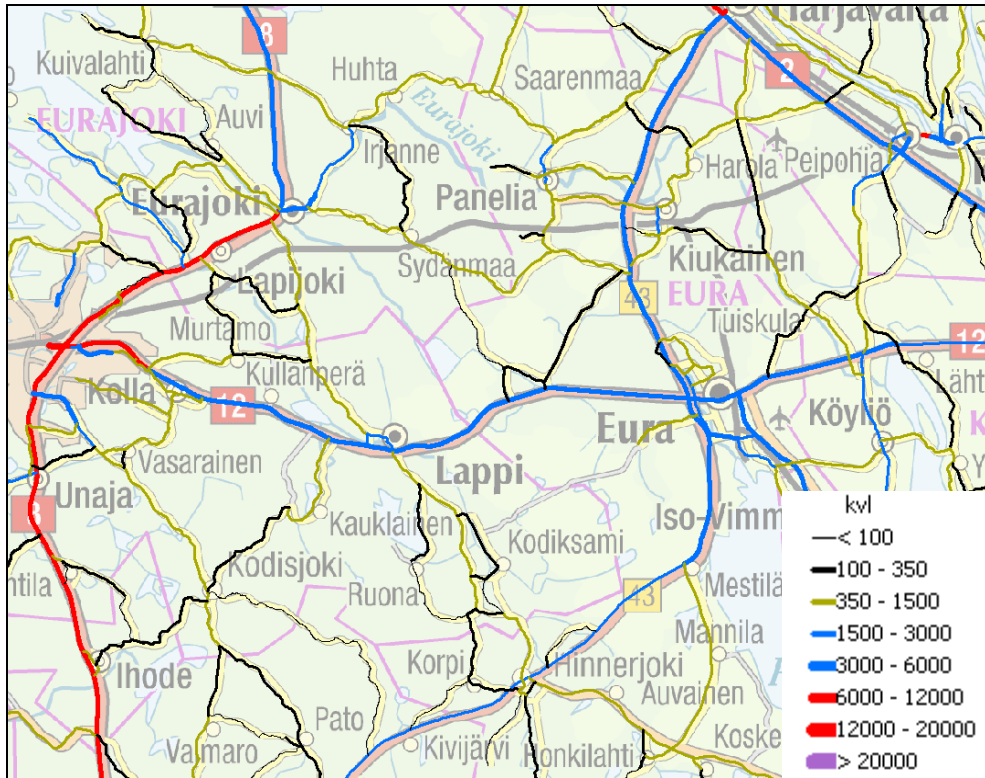 Harjavalta
8
Kuivalahti
Huhta
Saarenmaa
2
EURAJOKI
Auvi
Eurajoki
Irjanne
Harola
Peipohja
Eurajoki
Panelia
Sydänmaa
Kiukainen
Lapijoki
43
EURA
Tuiskula
Murtamo
12
Kullanperä
Kolla
12
Läht
Eura
Köyliö
K
Vasarainen
Lappi
Y
Unaja
8
Kauklainen
Iso-Vimm
Kodiksami
Kodisjoki
ntila
Ruona
43
Mestilä
Mannila
Ihode
Korpi
Hinnerjoki
Auvainen
Pato
Valmaro
Kivijärvi
Honkilahti
Koske
kvl
< 100
100 - 350
350 - 1500
1500 - 3000
3000 - 6000
6000 - 12000
12000 - 20000
> 20000